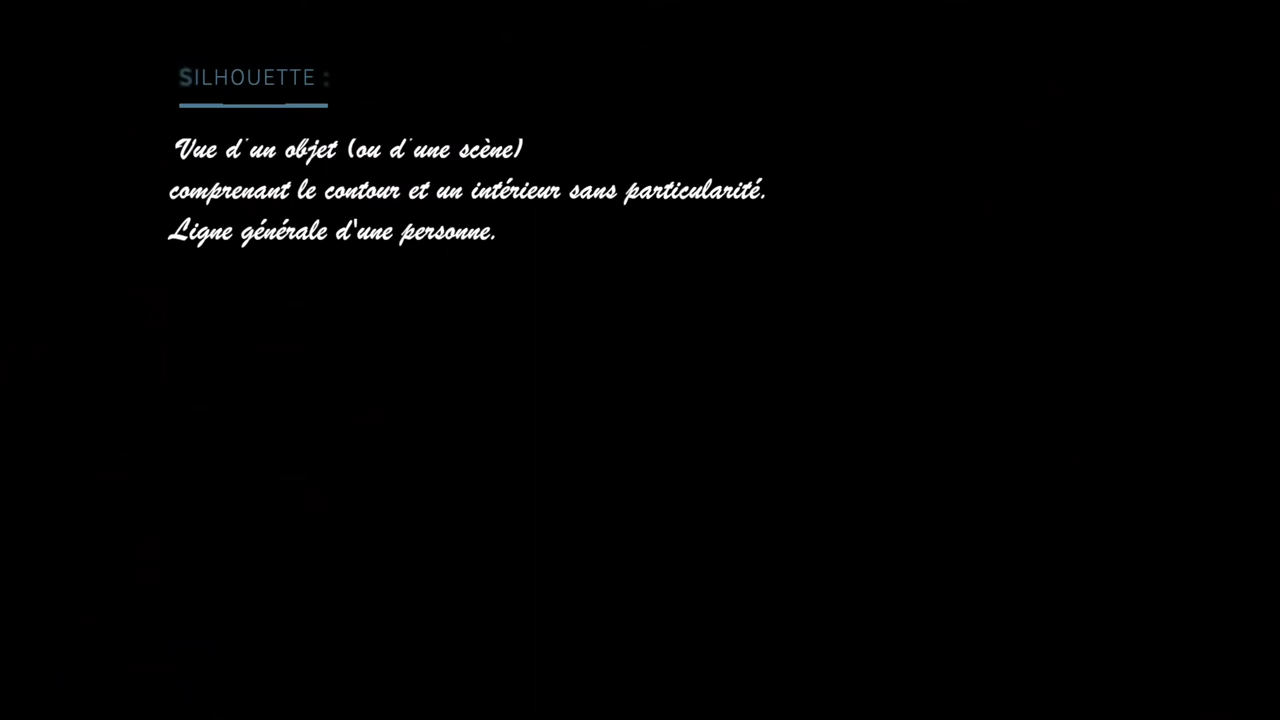 SILHOUETTE :
Vue d'un objet (ou d'une scène)
comprenant le contour et un intérieur sans particularité.
Ligne générale d'une personne.